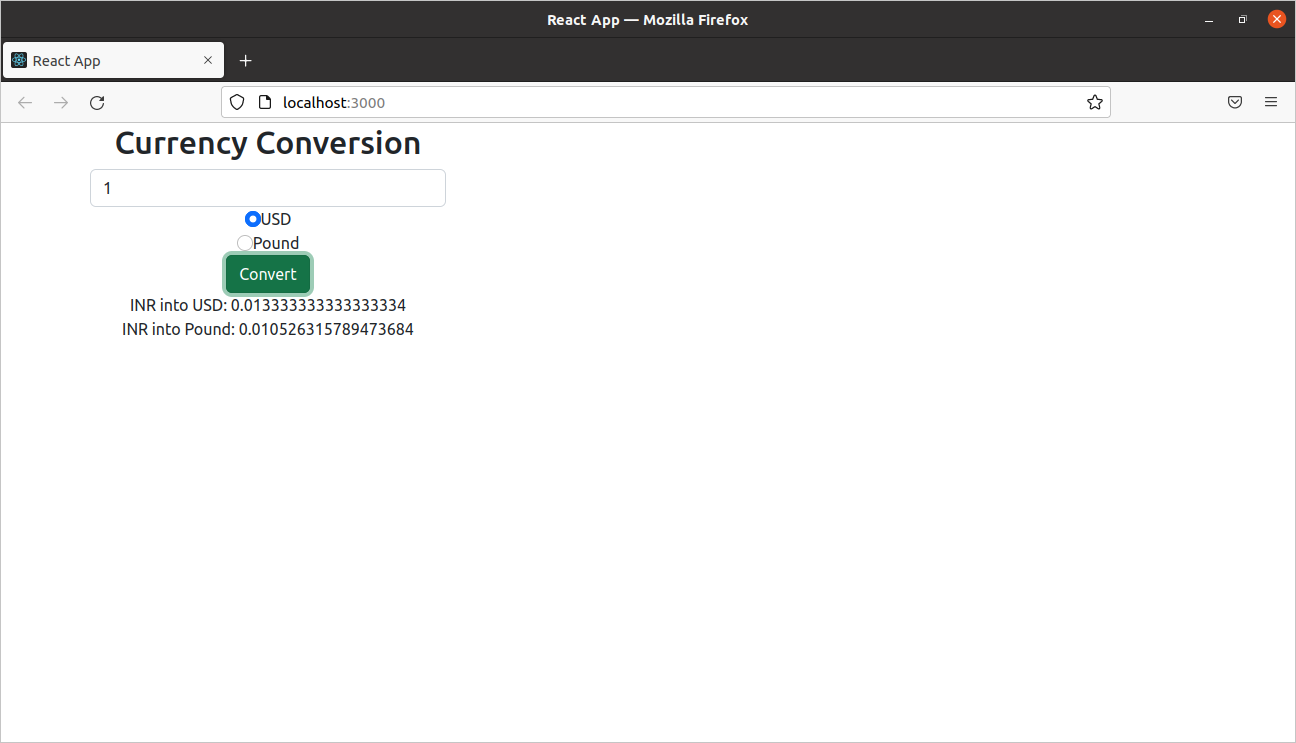 React App — Mozilla Firefox
React App
localhost:3000
Currency Conversion
1
USD
Pound
Convert
INR into USD: 0.013333333333333334
INR into Pound: 0.010526315789473684